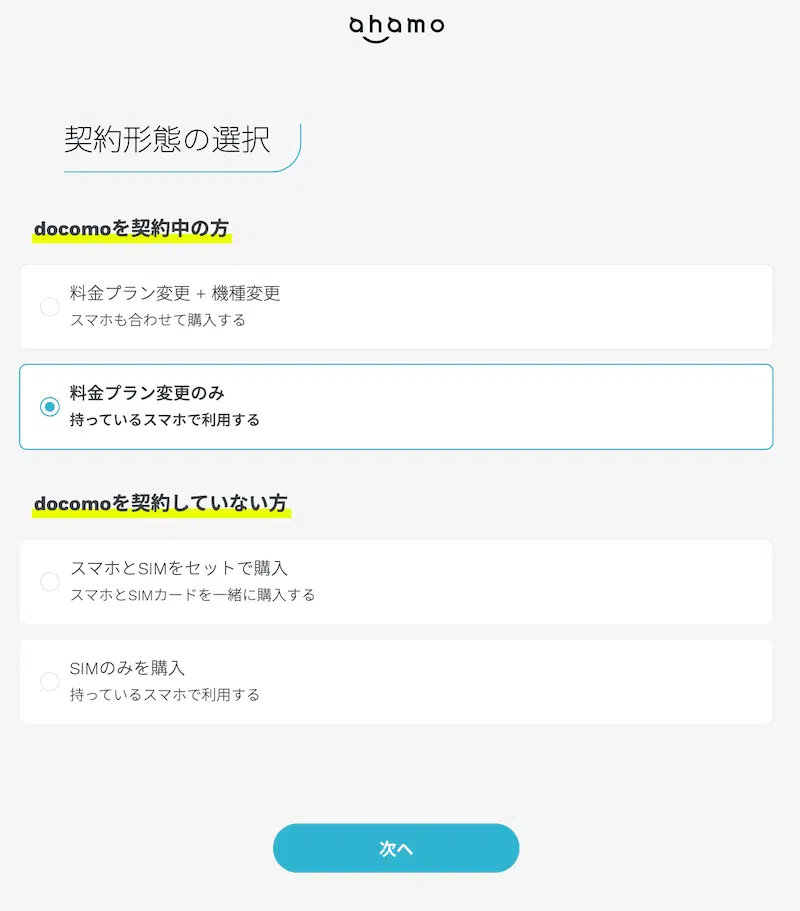 ahamo
契約形態の選択
docomoを契約中の方
料金プラン変更 + 機種変更
スマホも合わせて購入する
料金プラン変更のみ
持っているスマホで利用する
docomoを契約していない方
スマホとSIMをセットで購入
スマホとSIMカードを一緒に購入する
SIMのみを購入
持っているスマホで利用する
次へ